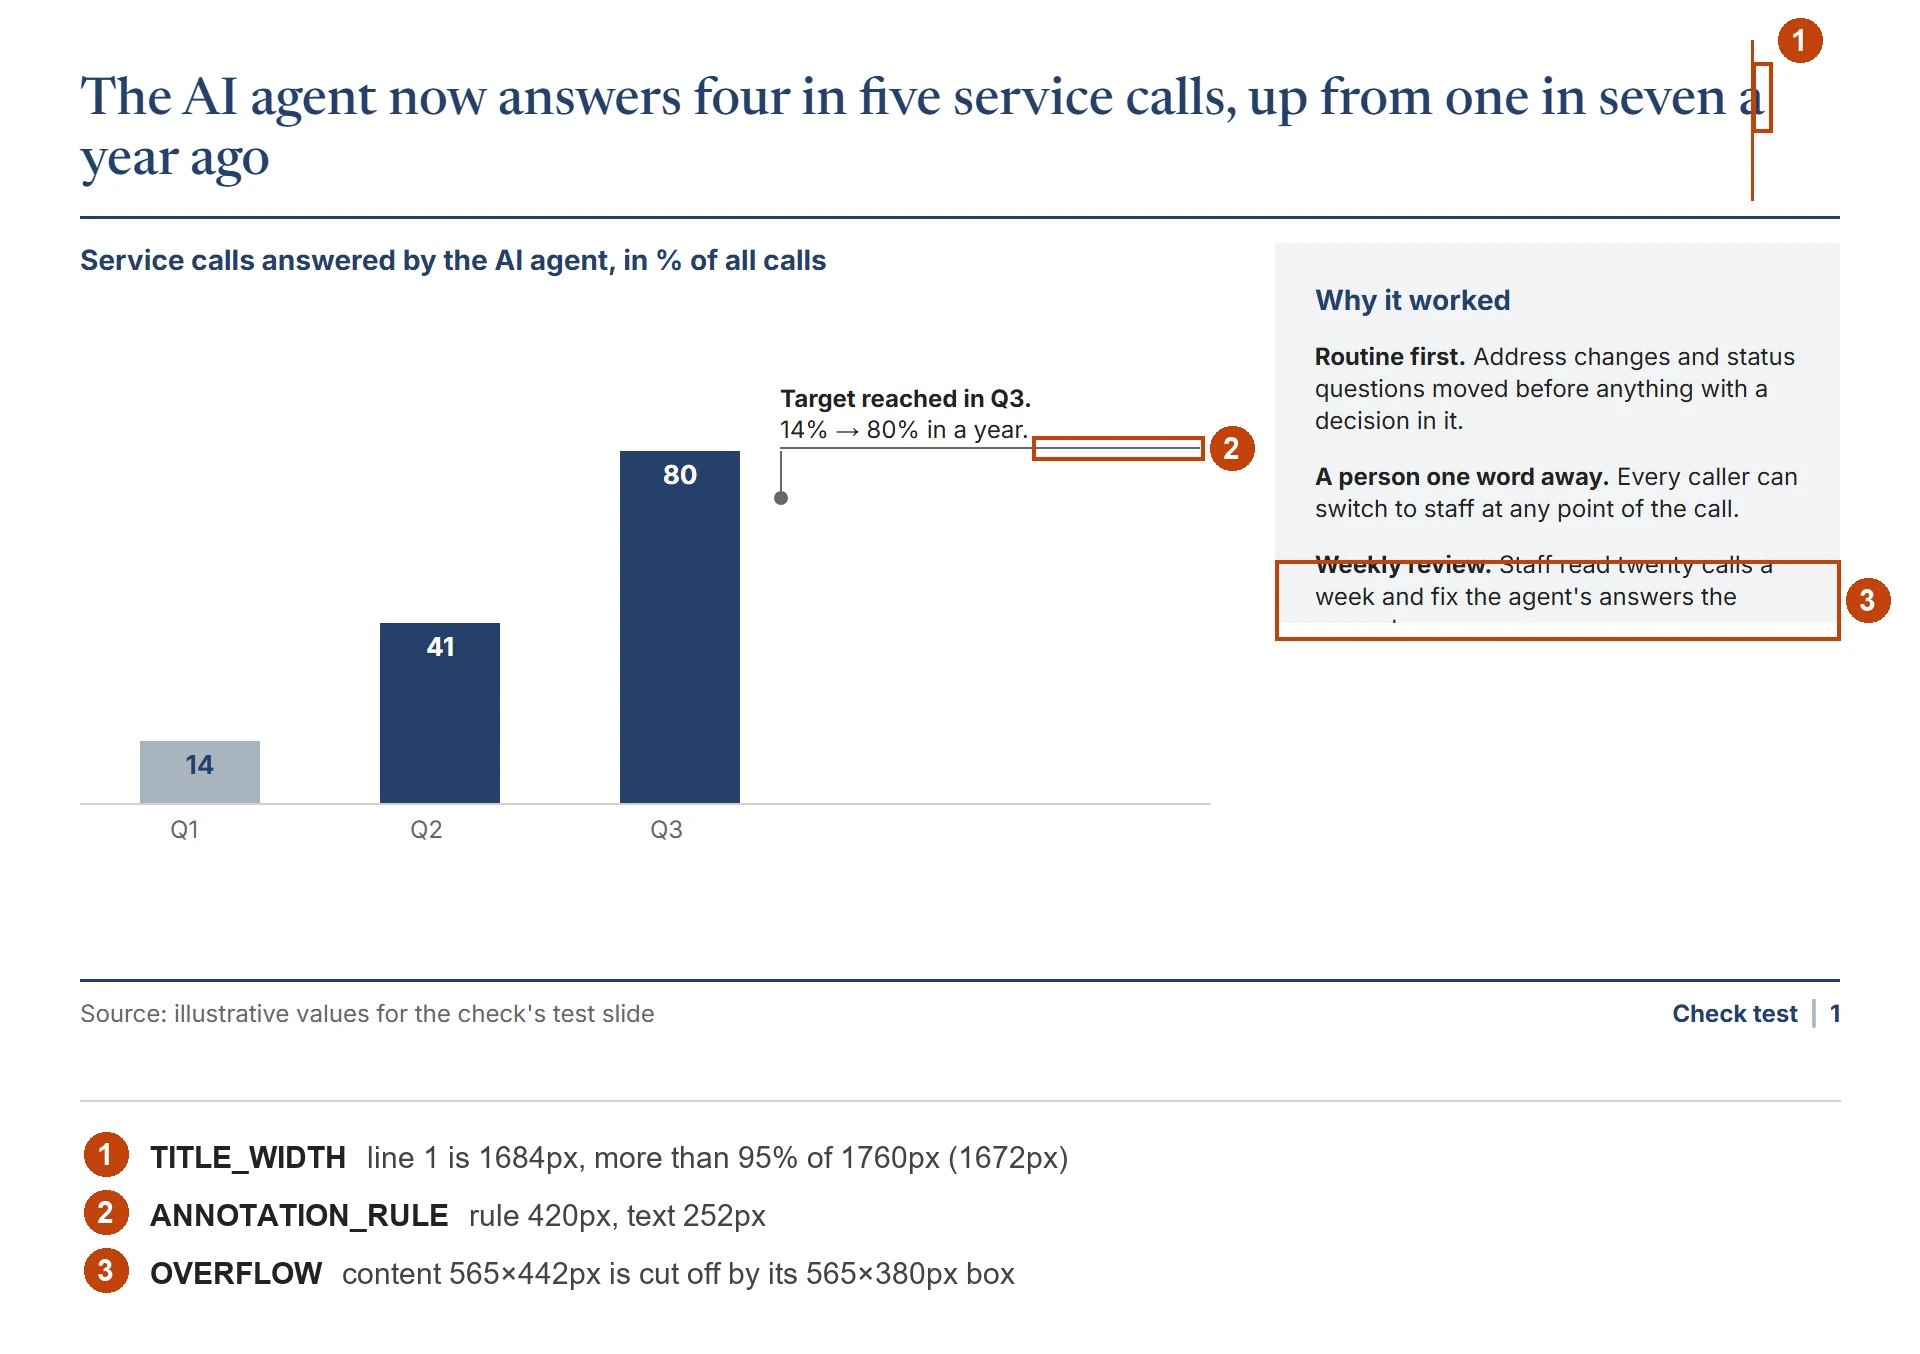 The AI agent now answers four in five service calls, up from one in seven a
year ago
1
Service calls answered by the AI agent, in % of all calls
Target reached in Q3.
14% → 80% in a year.
2
80
41
14
Q1
Q2
Q3
Why it worked
Routine first. Address changes and status
questions moved before anything with a
decision in it.
A person one word away. Every caller can
switch to staff at any point of the call.
Weekly review. Staff read twenty calls a
week and fix the agent's answers the
3
Source: illustrative values for the check's test slide
Check test | 1
1 TITLE_WIDTH line 1 is 1684px, more than 95% of 1760px (1672px)
2 ANNOTATION_RULE rule 420px, text 252px
3 OVERFLOW content 565×442px is cut off by its 565×380px box